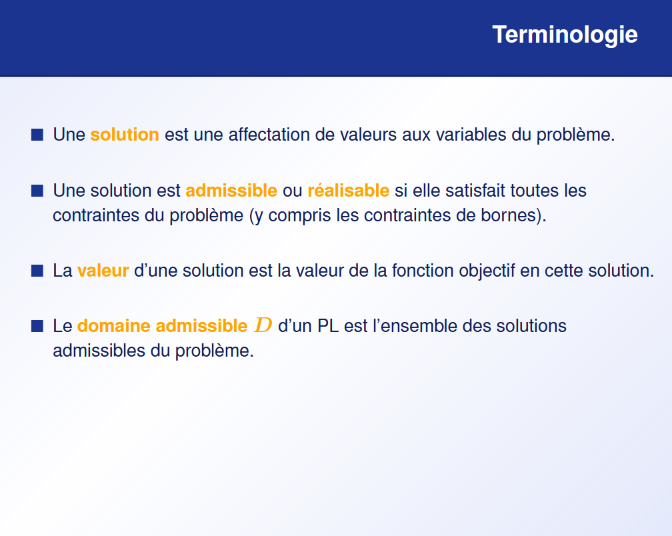 Terminologie
Une solution est une affectation de valeurs aux variables du problème.
Une solution est admissible ou réalisable si elle satisfait toutes les
contraintes du problème (y compris les contraintes de bornes).
La valeur d'une solution est la valeur de la fonction objectif en cette solution.
Le domaine admissible D d'un PL est l'ensemble des solutions
admissibles du problème.